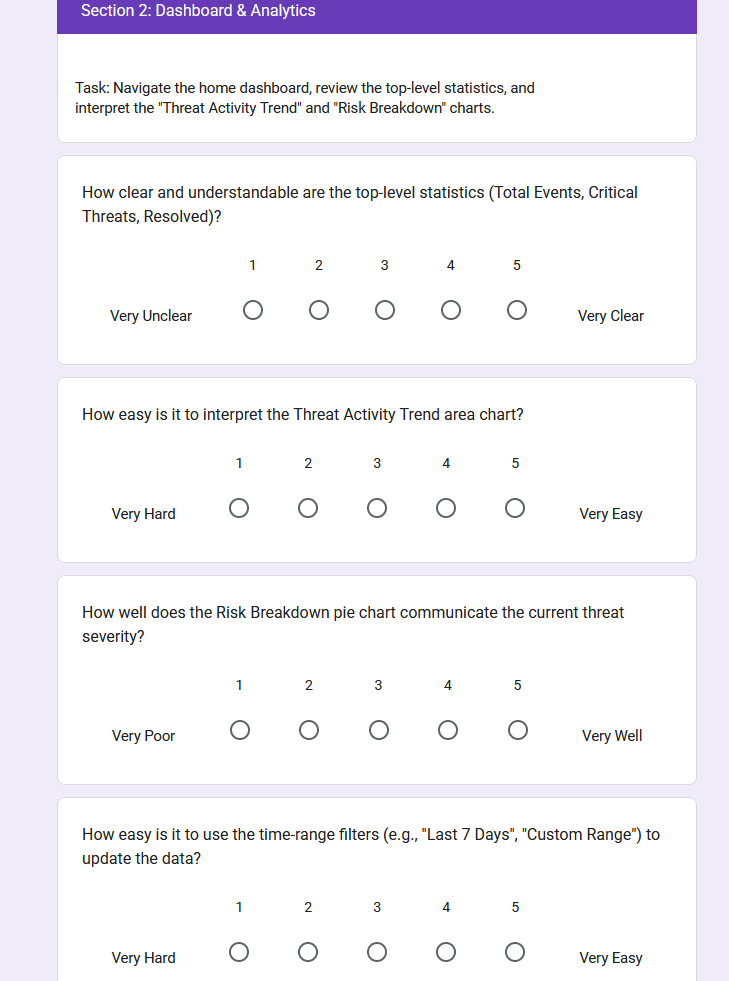 Section 2: Dashboard & Analytics
Task: Navigate the home dashboard, review the top-level statistics, and
interpret the "Threat Activity Trend" and "Risk Breakdown" charts.
How clear and understandable are the top-level statistics (Total Events, Critical
Threats, Resolved)?
1 2 3 4 5
Very Unclear Very Clear
How easy is it to interpret the Threat Activity Trend area chart?
1 2 3 4 5
Very Hard Very Easy
How well does the Risk Breakdown pie chart communicate the current threat
severity?
1 2 3 4 5
Very Poor Very Well
How easy is it to use the time-range filters (e.g., "Last 7 Days", "Custom Range") to
update the data?
1 2 3 4 5
Very Hard Very Easy